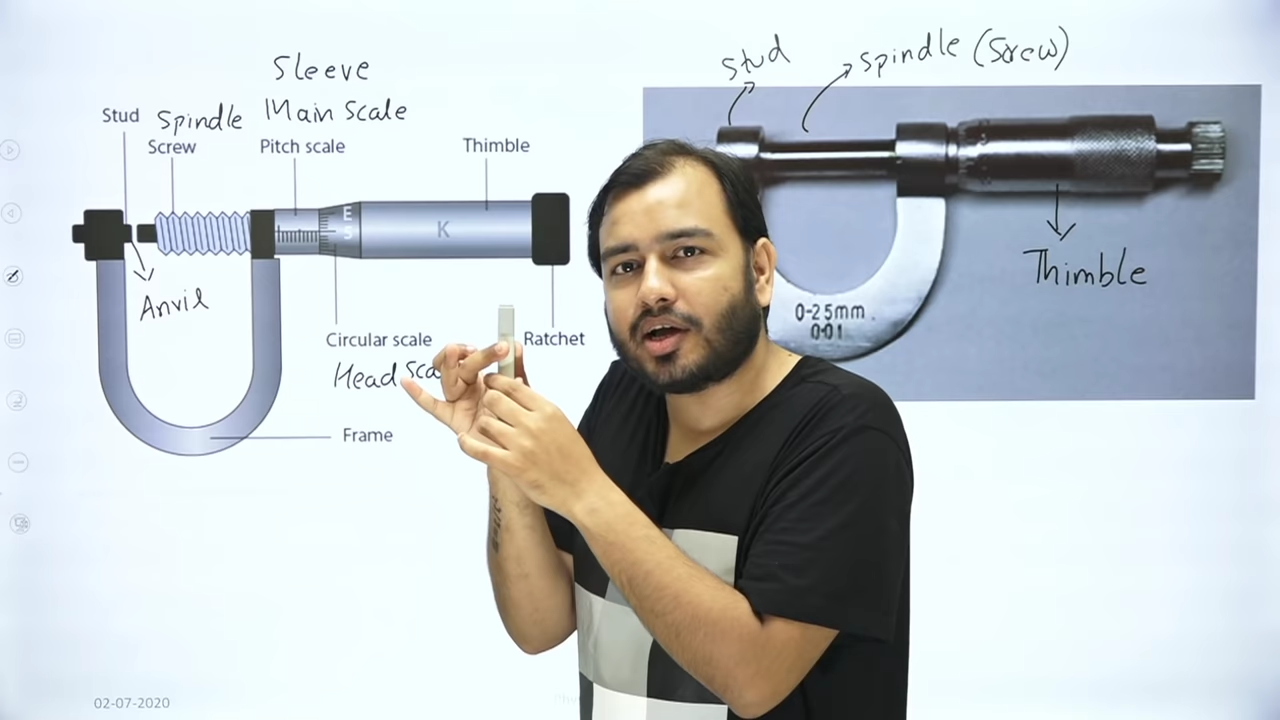 Sleeve
stud
spindle (Screw)
Stud
Spindle
Main Scale
Screw
Pitch scale
Thimble
E
5
K
Anvil
Thimble
0-25mm
0·01
Circular scale
Ratchet
Head Sca
Frame
02-07-2020